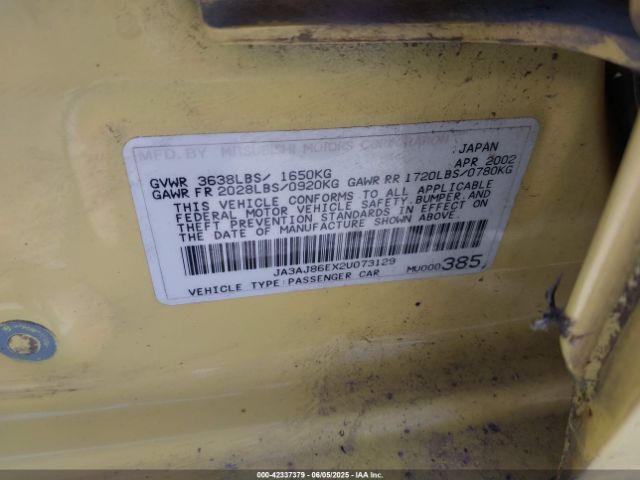 MFD. BY MITSUBISHI MOTORS CORPORATION JAPAN
APR 2002
GVWR 3638LBS/ 1650KG
GAWR FR 2028LBS/0920KG GAWR RR 1720LBS/0780KG
THIS VEHICLE CONFORMS TO ALL APPLICABLE
FEDERAL MOTOR VEHICLE SAFETY,BUMPER,AND
THEFT PREVENTION STANDARDS IN EFFECT ON
THE DATE OF MANUFACTURE SHOWN ABOVE.
JA3AJ86EX2U073129
MU000385
VEHICLE TYPE:PASSENGER CAR
000-42337379 - 06/05/2025 - IAA Inc.